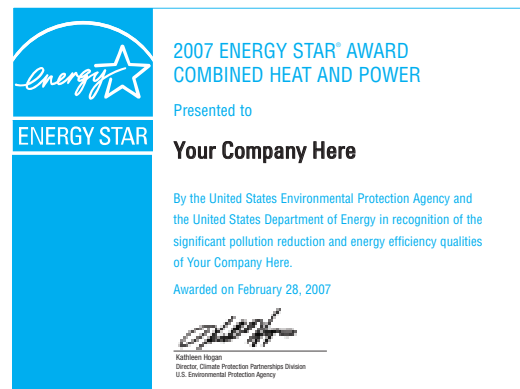 energy
ENERGY STAR
2007 ENERGY STAR® AWARD
COMBINED HEAT AND POWER
Presented to
Your Company Here
By the United States Environmental Protection Agency and
the United States Department of Energy in recognition of the
significant pollution reduction and energy efficiency qualities
of Your Company Here.
Awarded on February 28, 2007
Kathleen Hogan
Director, Climate Protection Partnerships Division
U.S. Environmental Protection Agency